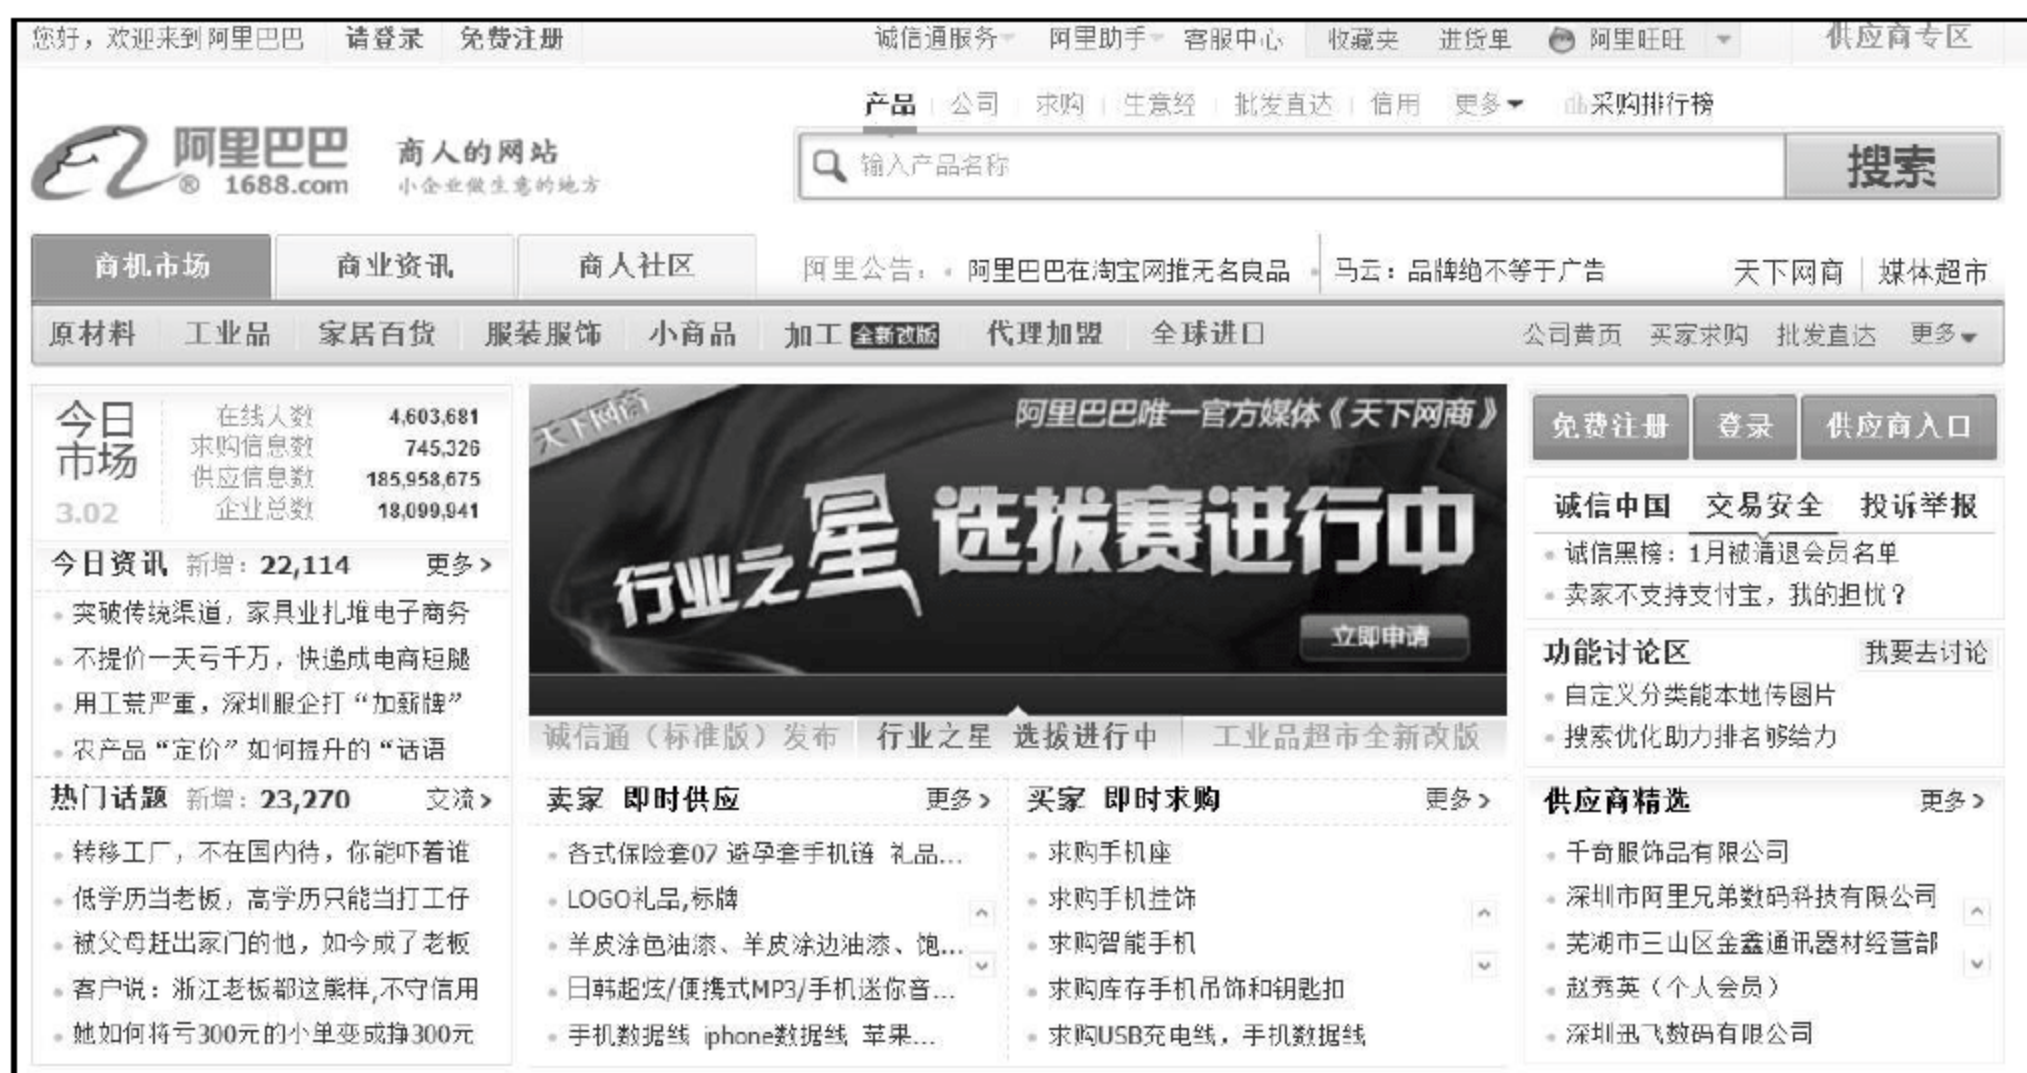 您好，欢迎来到阿里巴巴 请登录 免费注册 诚信通服务 阿里助手 客服中心 收藏夹 进货单 阿里旺旺 供应商专区
产品 公司 求购 生意经 批发直达 信用 更多 采购排行榜
阿里巴巴 ® 1688.com
商人的网站
小企业做生意的地方
输入产品名称 搜索
商机市场 商业资讯 商人社区 阿里公告： 阿里巴巴在淘宝网推无名良品 马云：品牌绝不等于广告 天下网商 媒体超市
原材料 工业品 家居百货 服装服饰 小商品 加工 全新改版 代理加盟 全球进口 公司黄页 买家求购 批发直达 更多
今日市场
3.02
在线人数 4,603,681
求购信息数 745,326
供应信息数 185,958,675
企业总数 18,099,941
今日资讯 新增：22,114 更多>
突破传统渠道，家具业扎堆电子商务
不提价一天亏千万，快递成电商短腿
用工荒严重，深圳服企打“加薪牌”
农产品“定价”如何提升的“话语
热门话题 新增：23,270 交流>
转移工厂，不在国内待，你能吓着谁
低学历当老板，高学历只能当打工仔
被父母赶出家门的他，如今成了老板
客户说：浙江老板都这熊样,不守信用
她如何将亏300元的小单变成挣300元
天下网商
阿里巴巴唯一官方媒体《天下网商》
行业之星 选拔赛进行中
立即申请
诚信通（标准版）发布 行业之星 选拔进行中 工业品超市全新改版
卖家 即时供应 更多>
各式保险套07 避孕套手机链 礼品...
LOGO礼品,标牌
羊皮涂色油漆、羊皮涂边油漆、饱...
日韩超炫/便携式MP3/手机迷你音...
手机数据线 iphone数据线 苹果...
买家 即时求购 更多>
求购手机座
求购手机挂饰
求购智能手机
求购库存手机吊饰和钥匙扣
求购USB充电线，手机数据线
免费注册 登录 供应商入口
诚信中国 交易安全 投诉举报
诚信黑榜：1月被清退会员名单
卖家不支持支付宝，我的担忧？
功能讨论区 我要去讨论
自定义分类能本地传图片
搜索优化助力排名够给力
供应商精选 更多>
千奇服饰品有限公司
深圳市阿里兄弟数码科技有限公司
芜湖市三山区金鑫通讯器材经营部
赵秀英（个人会员）
深圳迅飞数码有限公司